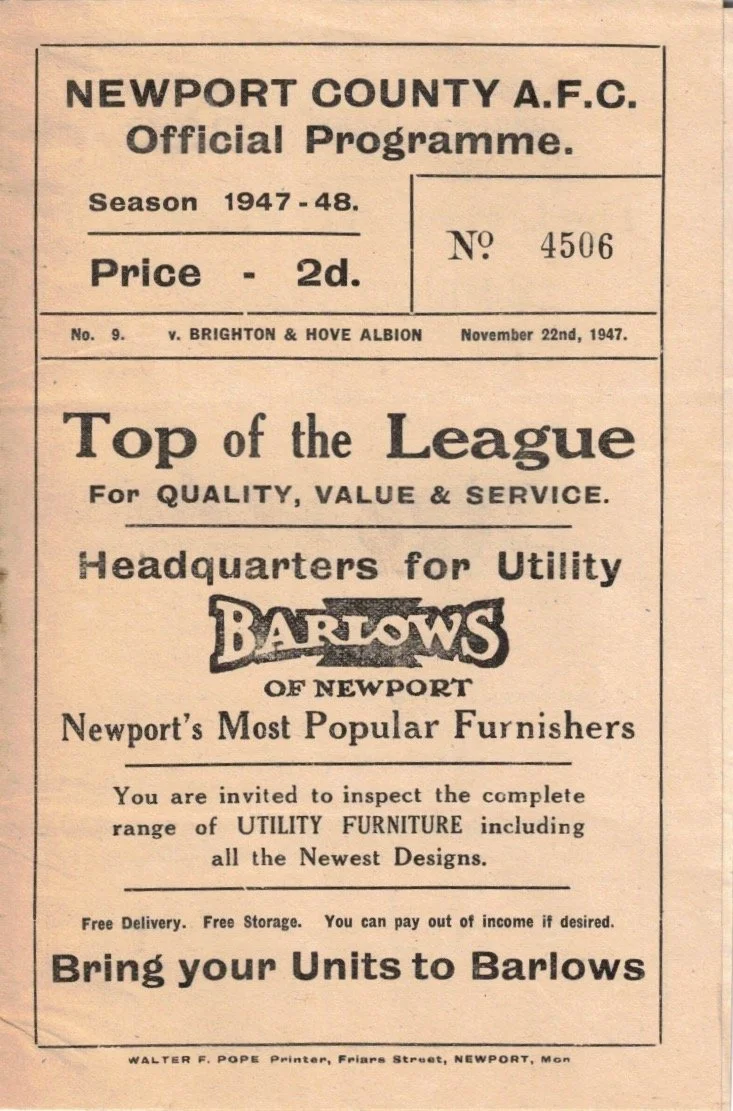 NEWPORT COUNTY A.F.C.
Official Programme.
Season 1947-48.
Price - 2d.
Nº 4506
No. 9. v. BRIGHTON & HOVE ALBION November 22nd, 1947.
Top of the League
For QUALITY, VALUE & SERVICE.
Headquarters for Utility
BARLOWS
OF NEWPORT
Newport's Most Popular Furnishers
You are invited to inspect the complete
range of UTILITY FURNITURE including
all the Newest Designs.
Free Delivery. Free Storage. You can pay out of income if desired.
Bring your Units to Barlows
WALTER F. POPE Printer, Friars Street, NEWPORT, Mon